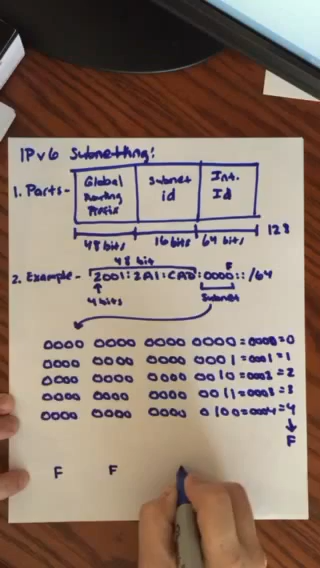 IPv6 Subnetting:
1. Parts - Global Routing Prefix Subnet id Int. Id
48 bits 16 bits 64 bits 128
48 bit
F
2. Example - 2001:2A1:CAD:0000::/64
4 bits Subnet
0000 0000 0000 0000=0000=0
0000 0000 0000 0001=0001=1
0000 0000 0000 0010=0002=2
0000 0000 0000 0011=0003=3
0000 0000 0000 0100=0004=4
F
F F